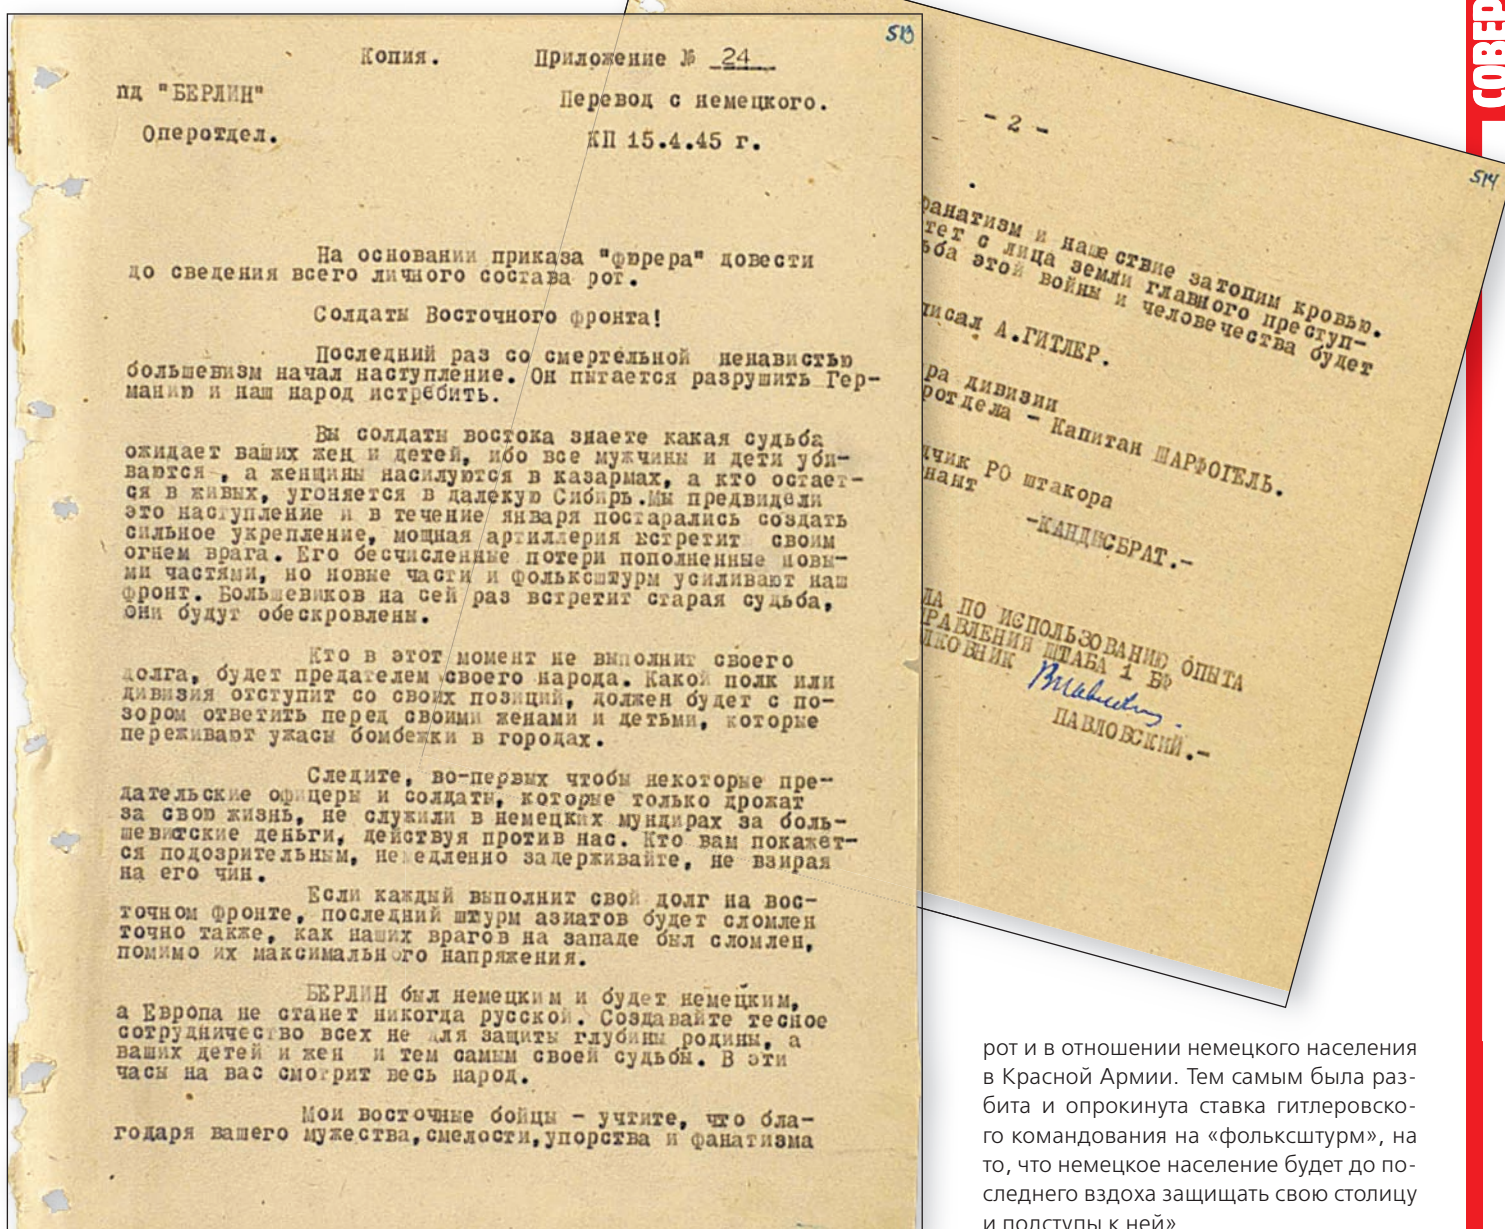 513
Копия. Приложение № 24
пд "БЕРЛИН" Перевод с немецкого.
Оперотдел. КП 15.4.45 г.
На основании приказа "фюрера" довести
до сведения всего личного состава рот.
Солдаты Восточного фронта!
Последний раз со смертельной ненавистью
большевизм начал наступление. Он пытается разрушить Гер-
манию и наш народ истребить.
Вы солдаты востока знаете какая судьба
ожидает ваших жен и детей, ибо все мужчины и дети уби-
ваются , а женщины насилуются в казармах, а кто остает-
ся в живых, угоняется в далекую Сибирь.Мы предвидели
это наступление и в течение января постарались создать
сильное укрепление, мощная артиллерия встретит своим
огнем врага. Его бесчисленные потери пополненные новы-
ми частями, но новые части и фольксштурм усиливают наш
фронт. Большевиков на сей раз встретит старая судьба,
они будут обескровлены.
Кто в этот момент не выполнит своего
долга, будет предателем своего народа. Какой полк или
дивизия отступит со своих позиций, должен будет с по-
зором ответить перед своими женами и детьми, которые
переживают ужасы бомбежки в городах.
Следите, во-первых чтобы некоторые пре-
дательские офицеры и солдаты, которые только дрожат
за свою жизнь, не служили в немецких мундирах за боль-
шевитские деньги, действуя против нас. Кто вам покажет-
ся подозрительным, немедленно задерживайте, не взирая
на его чин.
Если каждый выполнит свой долг на вос-
точном фронте, последний штурм азиатов будет сломлен
точно также, как наших врагов на западе был сломлен,
помимо их максимального напряжения.
БЕРЛИН был немецким и будет немецким,
а Европа не станет никогда русской. Создавайте тесное
сотрудничество всех не для защиты глубины родины, а
ваших детей и жен и тем самым своей судьбы. В эти
часы на вас смотрит весь народ.
Мои восточные бойцы - учтите, что бла-
годаря вашего мужества,смелости,упорства и фанатизма
- 2 -
514
фанатизм и наше ствие затопим кровью.
тет с лица земли главного преступ-
ьба этой войны и человечества будет
писал А.ГИТЛЕР.
ра дивизии
ротдела - Капитан ШАРФОГЕЛЬ.
дчик РО штакора
нант
-КАНДИСБРАТ.-
ЛА ПО ИСПОЛЬЗОВАНИЮ ОПЫТА
ПРАВЛЕНИЯ ШТАБА 1 БФ
ЛКОВНИК
ПАВЛОВСКИЙ.-
рот и в отношении немецкого населения
в Красной Армии. Тем самым была раз-
бита и опрокинута ставка гитлеровско-
го командования на «фольксштурм», на
то, что немецкое население будет до по-
следнего вздоха защищать свою столицу
и подступы к ней»
СОВЕР